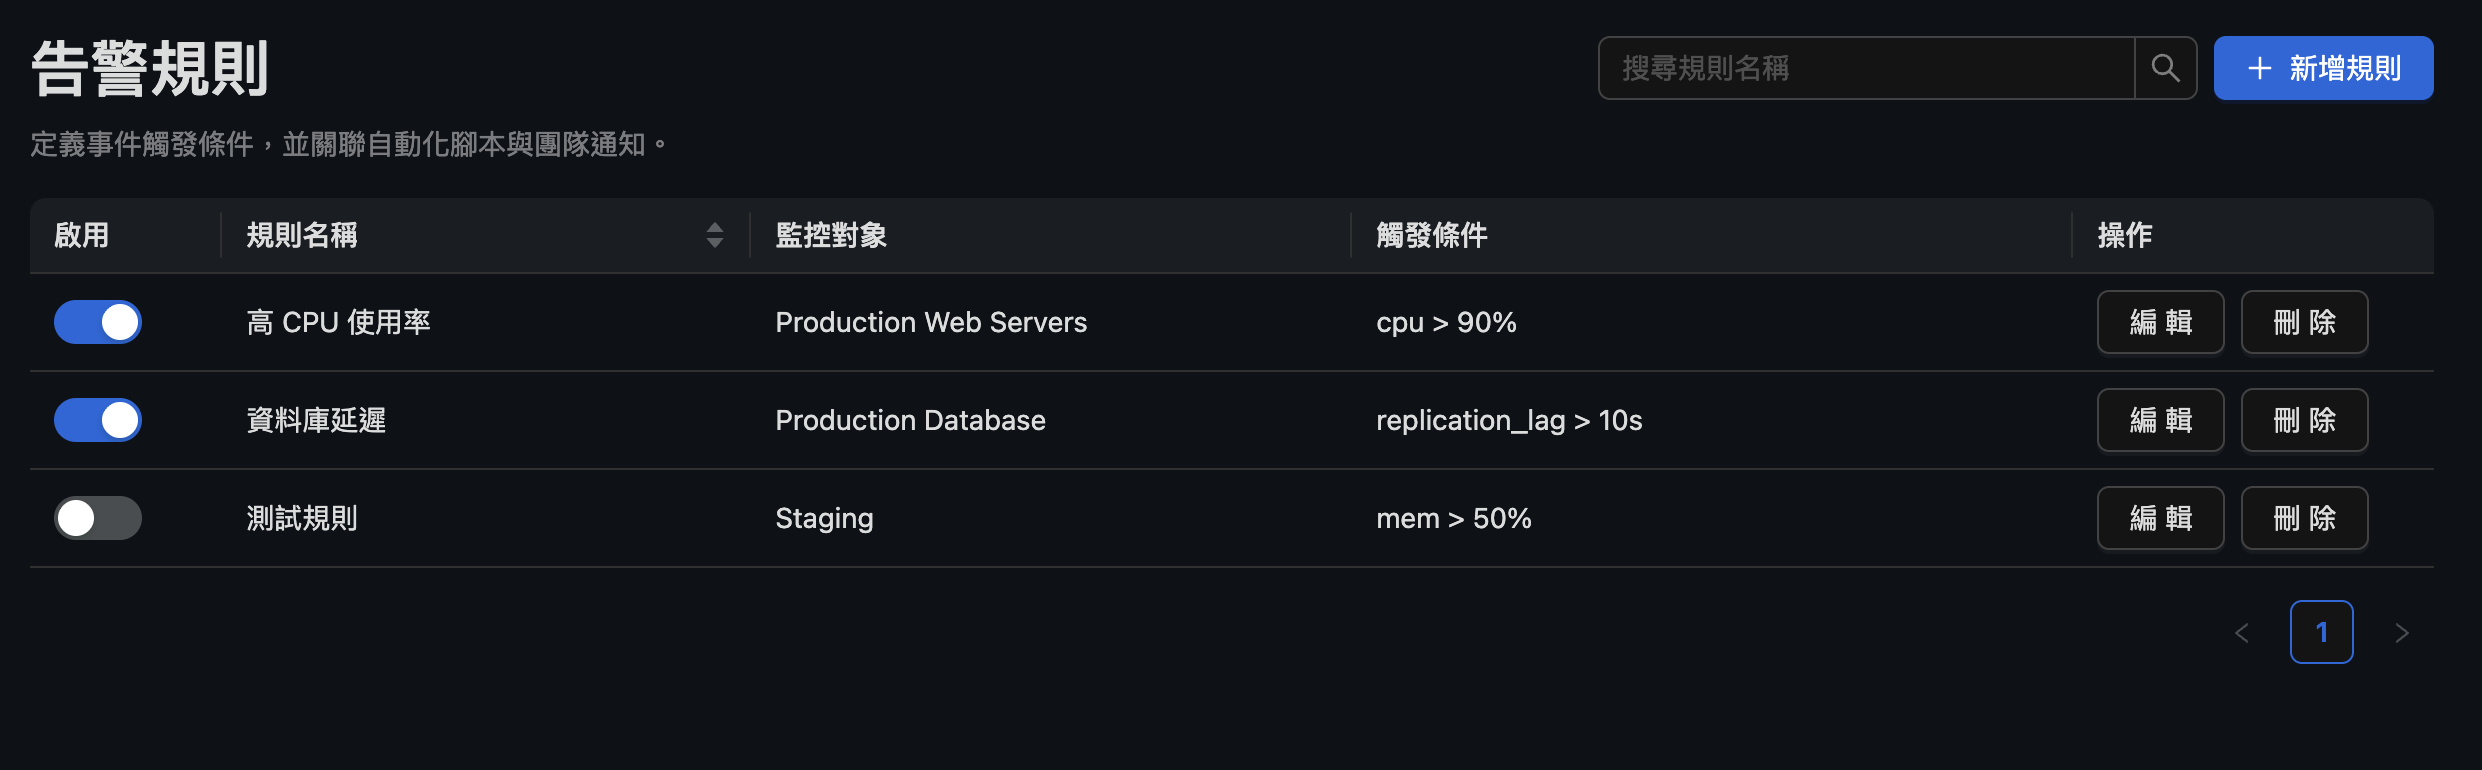 告警規則
搜尋規則名稱
新增規則
定義事件觸發條件，並關聯自動化腳本與團隊通知。
啟用 規則名稱 監控對象 觸發條件 操作
高 CPU 使用率 Production Web Servers cpu > 90% 編輯 刪除
資料庫延遲 Production Database replication_lag > 10s 編輯 刪除
測試規則 Staging mem > 50% 編輯 刪除
1